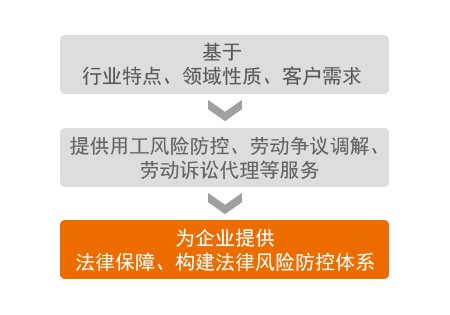 基于
行业特点、领域性质、客户需求
提供用工风险防控、劳动争议调解、
劳动诉讼代理等服务
为企业提供
法律保障、构建法律风险防控体系